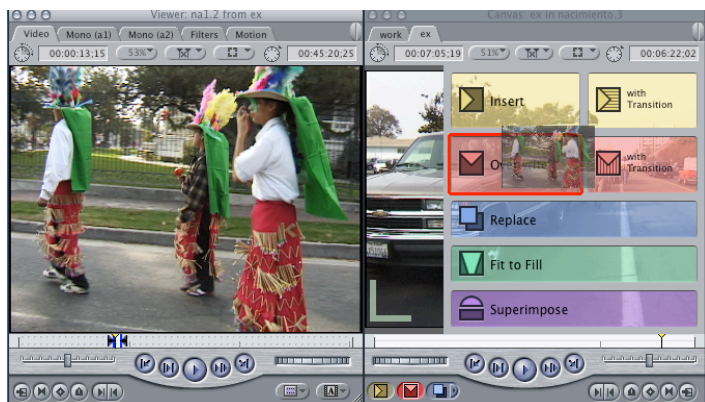 Viewer: na1.2 from ex
Canvas: ex in nacimiento.3
Video
Mono (a1)
Mono (a2)
Filters
Motion
work
ex
00:00:13;15
53%
00:45:20;25
00:07:05;19
51%
00:06:22;02
Insert
with
Transition
Overwrite
with
Transition
Replace
Fit to Fill
Superimpose
A